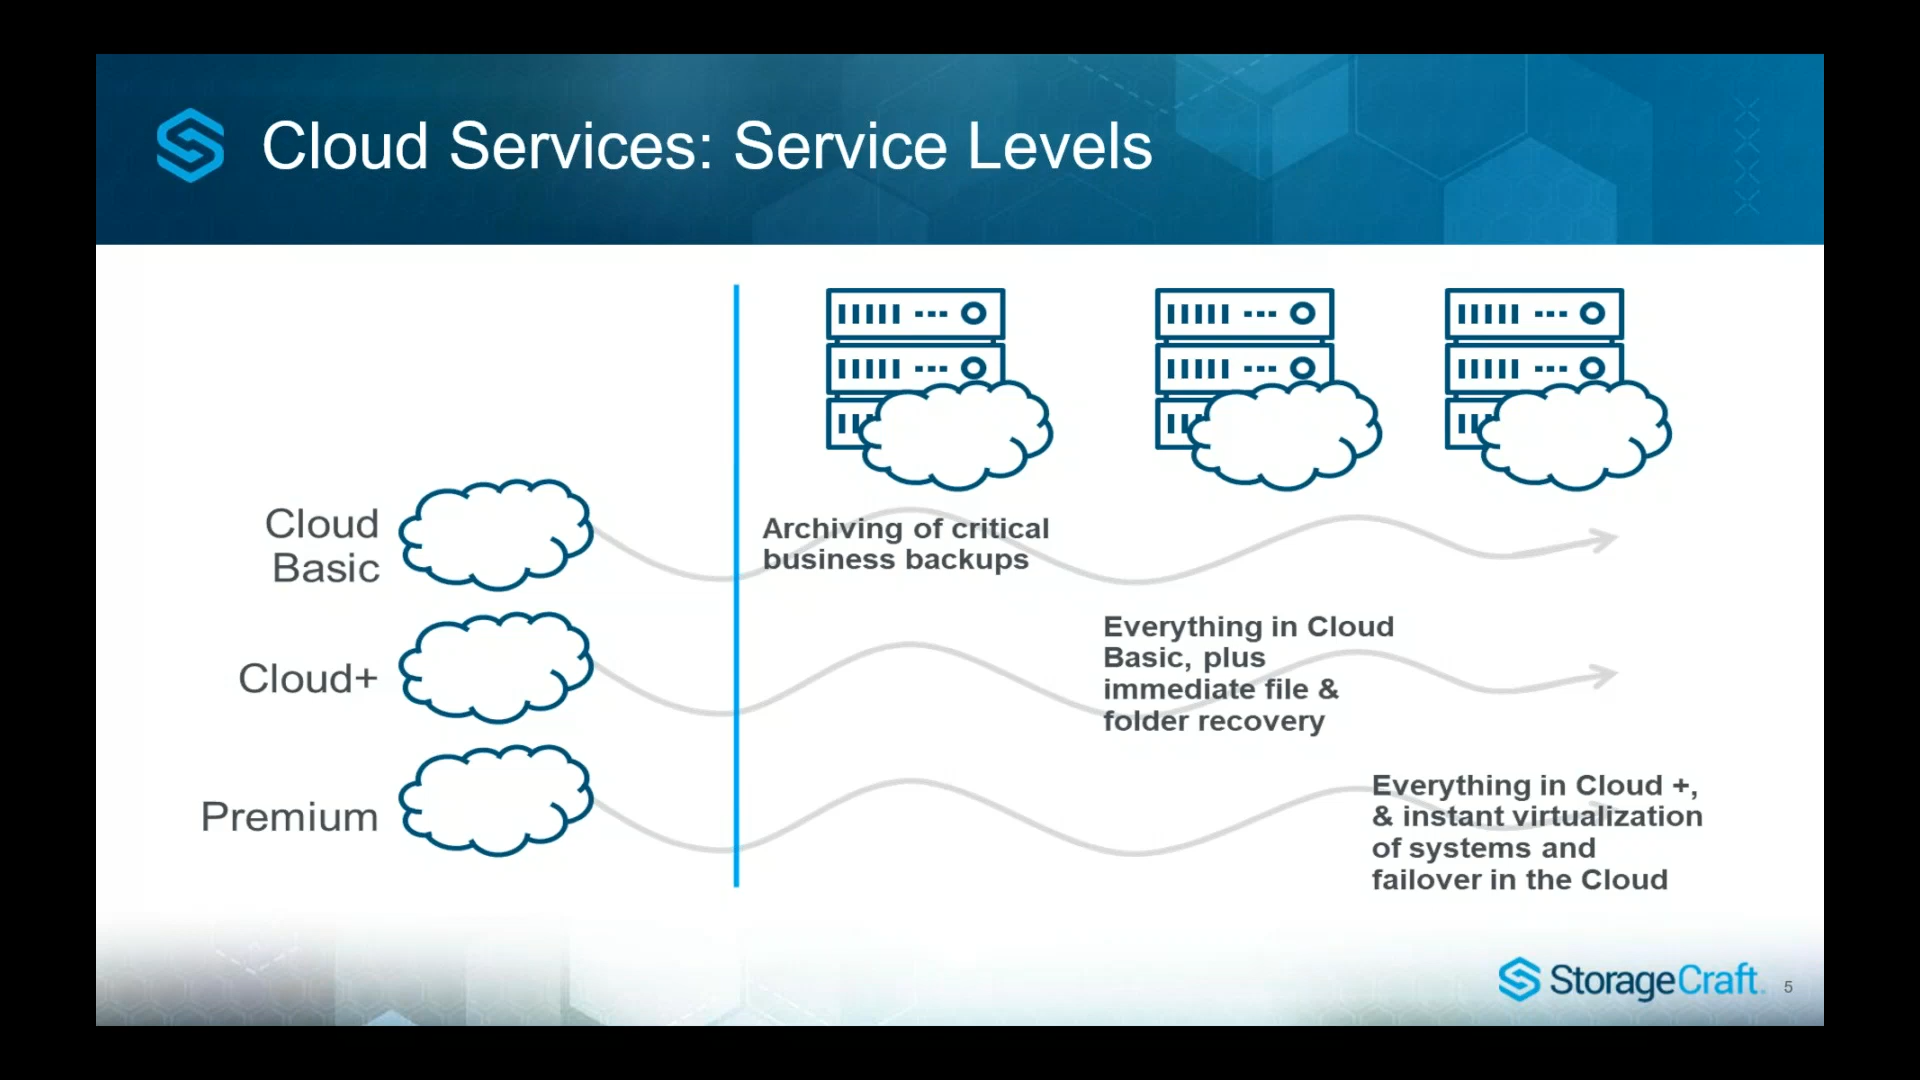 Cloud Services: Service Levels
Cloud
Basic
Archiving of critical
business backups
Cloud+
Everything in Cloud
Basic, plus
immediate file &
folder recovery
Premium
Everything in Cloud +,
& instant virtualization
of systems and
failover in the Cloud
StorageCraft
5